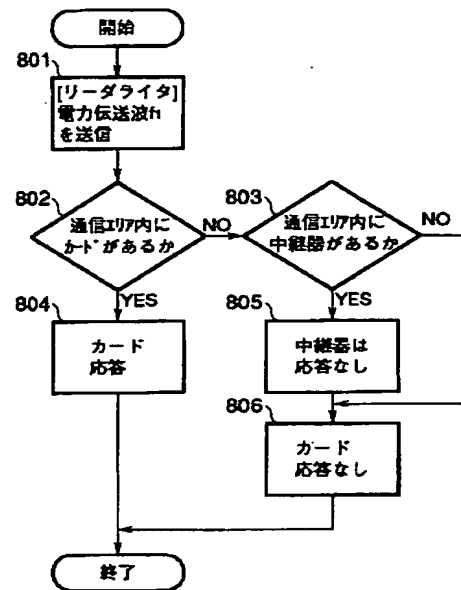 開始
801
[リーダライタ]
電力伝送波f1
を送信
802
通信エリア内に
カードがあるか
NO
803
通信エリア内に
中継器があるか
NO
YES
YES
804
カード
応答
805
中継器は
応答なし
806
カード
応答なし
終了